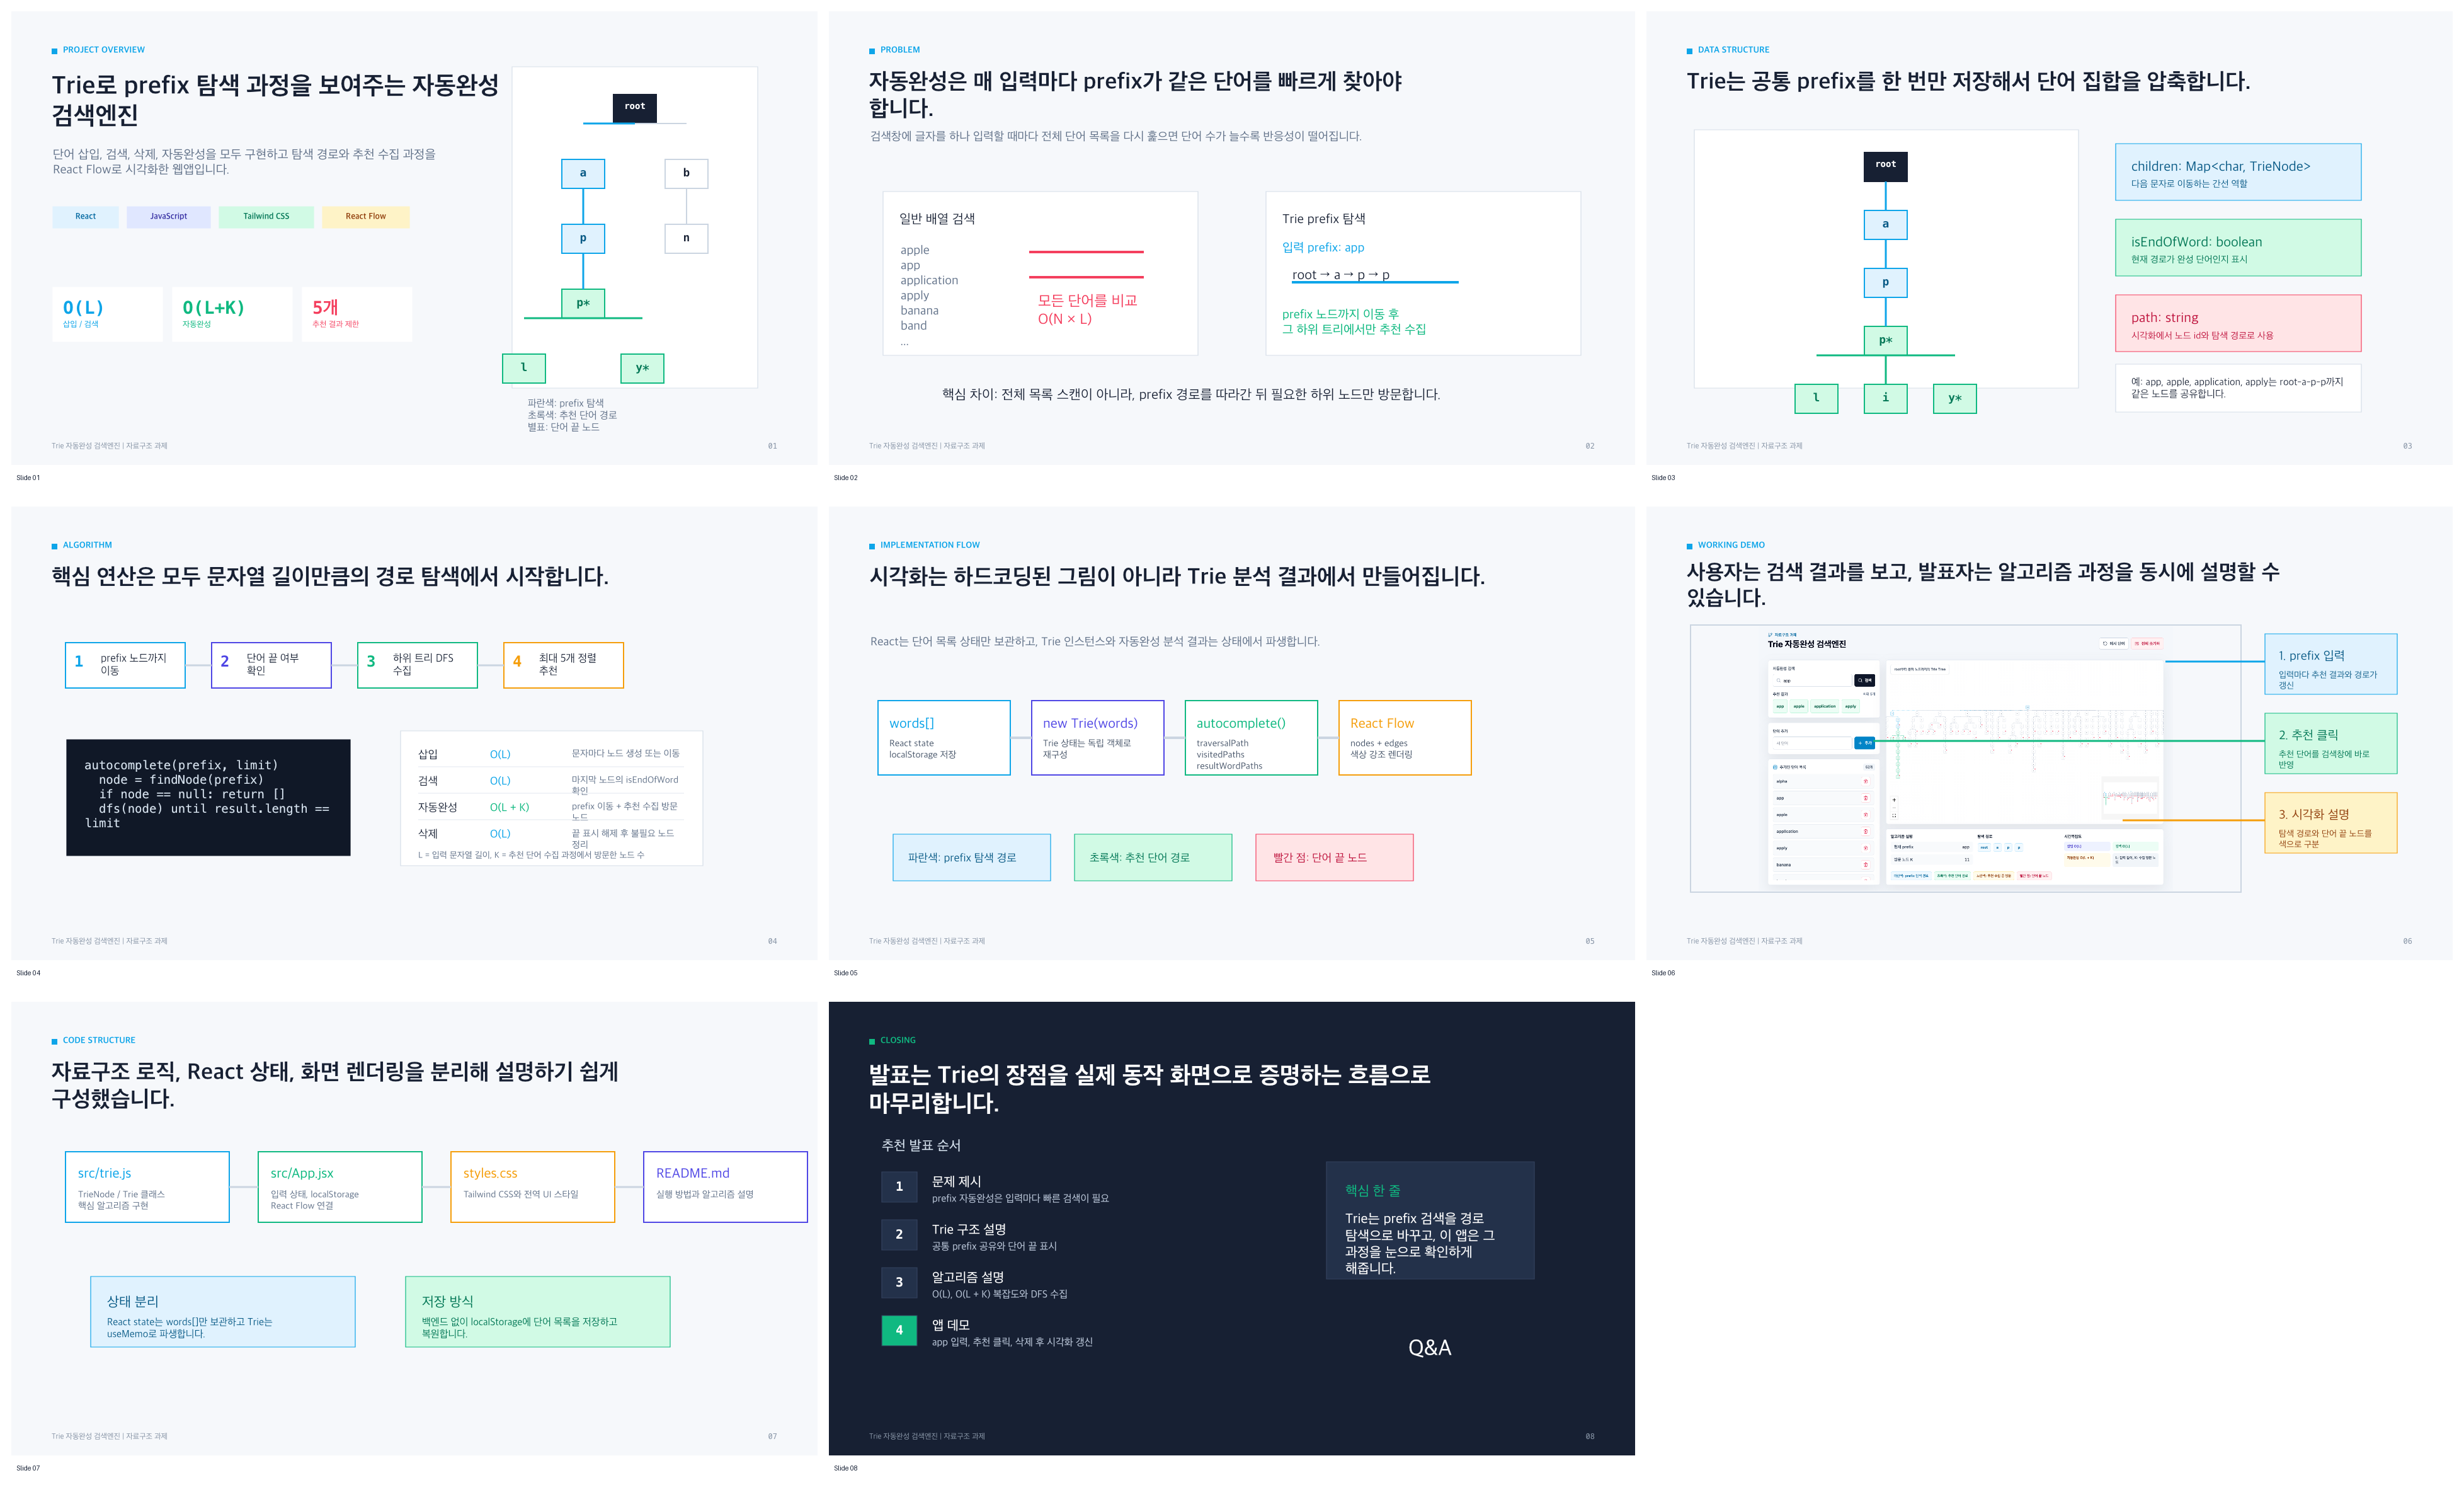 PROJECT OVERVIEW
Trie로 prefix 탐색 과정을 보여주는 자동완성
검색엔진
단어 삽입, 검색, 삭제, 자동완성을 모두 구현하고 탐색 경로와 추천 수집 과정을
React Flow로 시각화한 웹앱입니다.
React
JavaScript
Tailwind CSS
React Flow
O(L)
삽입 / 검색
O(L+K)
자동완성
5개
추천 결과 제한
root
a
b
p
n
p*
l
y*
파란색: prefix 탐색
초록색: 추천 단어 경로
별표: 단어 끝 노드
Trie 자동완성 검색엔진 | 자료구조 과제
01
Slide 01
PROBLEM
자동완성은 매 입력마다 prefix가 같은 단어를 빠르게 찾아야
합니다.
검색창에 글자를 하나 입력할 때마다 전체 단어 목록을 다시 훑으면 단어 수가 늘수록 반응성이 떨어집니다.
일반 배열 검색
apple
app
application
apply
banana
band
...
모든 단어를 비교
O(N × L)
Trie prefix 탐색
입력 prefix: app
root → a → p → p
prefix 노드까지 이동 후
그 하위 트리에서만 추천 수집
핵심 차이: 전체 목록 스캔이 아니라, prefix 경로를 따라간 뒤 필요한 하위 노드만 방문합니다.
Trie 자동완성 검색엔진 | 자료구조 과제
02
Slide 02
DATA STRUCTURE
Trie는 공통 prefix를 한 번만 저장해서 단어 집합을 압축합니다.
root
a
p
p*
l
i
y*
children: Map<char, TrieNode>
다음 문자로 이동하는 간선 역할
isEndOfWord: boolean
현재 경로가 완성 단어인지 표시
path: string
시각화에서 노드 id와 탐색 경로로 사용
예: app, apple, application, apply는 root-a-p-p까지
같은 노드를 공유합니다.
Trie 자동완성 검색엔진 | 자료구조 과제
03
Slide 03
ALGORITHM
핵심 연산은 모두 문자열 길이만큼의 경로 탐색에서 시작합니다.
1
prefix 노드까지
이동
2
단어 끝 여부
확인
3
하위 트리 DFS
수집
4
최대 5개 정렬
추천
autocomplete(prefix, limit)
node = findNode(prefix)
if node == null: return []
dfs(node) until result.length ==
limit
삽입
O(L)
문자마다 노드 생성 또는 이동
검색
O(L)
마지막 노드의 isEndOfWord
확인
자동완성
O(L + K)
prefix 이동 + 추천 수집 방문
노드
삭제
O(L)
끝 표시 해제 후 불필요 노드
정리
L = 입력 문자열 길이, K = 추천 단어 수집 과정에서 방문한 노드 수
Trie 자동완성 검색엔진 | 자료구조 과제
04
Slide 04
IMPLEMENTATION FLOW
시각화는 하드코딩된 그림이 아니라 Trie 분석 결과에서 만들어집니다.
React는 단어 목록 상태만 보관하고, Trie 인스턴스와 자동완성 분석 결과는 상태에서 파생합니다.
words[]
React state
localStorage 저장
new Trie(words)
Trie 상태는 독립 객체로
재구성
autocomplete()
traversalPath
visitedPaths
resultWordPaths
React Flow
nodes + edges
색상 강조 렌더링
파란색: prefix 탐색 경로
초록색: 추천 단어 경로
빨간 점: 단어 끝 노드
Trie 자동완성 검색엔진 | 자료구조 과제
05
Slide 05
WORKING DEMO
사용자는 검색 결과를 보고, 발표자는 알고리즘 과정을 동시에 설명할 수
있습니다.
Trie 자동완성 검색엔진
app
apple
application
apply
alpha
app
apple
application
apply
banana
1. prefix 입력
입력마다 추천 결과와 경로가
갱신
2. 추천 클릭
추천 단어를 검색창에 바로
반영
3. 시각화 설명
탐색 경로와 단어 끝 노드를
색으로 구분
Trie 자동완성 검색엔진 | 자료구조 과제
06
Slide 06
CODE STRUCTURE
자료구조 로직, React 상태, 화면 렌더링을 분리해 설명하기 쉽게
구성했습니다.
src/trie.js
TrieNode / Trie 클래스
핵심 알고리즘 구현
src/App.jsx
입력 상태, localStorage
React Flow 연결
styles.css
Tailwind CSS와 전역 UI 스타일
README.md
실행 방법과 알고리즘 설명
상태 분리
React state는 words[]만 보관하고 Trie는
useMemo로 파생합니다.
저장 방식
백엔드 없이 localStorage에 단어 목록을 저장하고
복원합니다.
Trie 자동완성 검색엔진 | 자료구조 과제
07
Slide 07
CLOSING
발표는 Trie의 장점을 실제 동작 화면으로 증명하는 흐름으로
마무리합니다.
추천 발표 순서
1
문제 제시
prefix 자동완성은 입력마다 빠른 검색이 필요
2
Trie 구조 설명
공통 prefix 공유와 단어 끝 표시
3
알고리즘 설명
O(L), O(L + K) 복잡도와 DFS 수집
4
앱 데모
app 입력, 추천 클릭, 삭제 후 시각화 갱신
핵심 한 줄
Trie는 prefix 검색을 경로
탐색으로 바꾸고, 이 앱은 그
과정을 눈으로 확인하게
해줍니다.
Q&A
Trie 자동완성 검색엔진 | 자료구조 과제
08
Slide 08